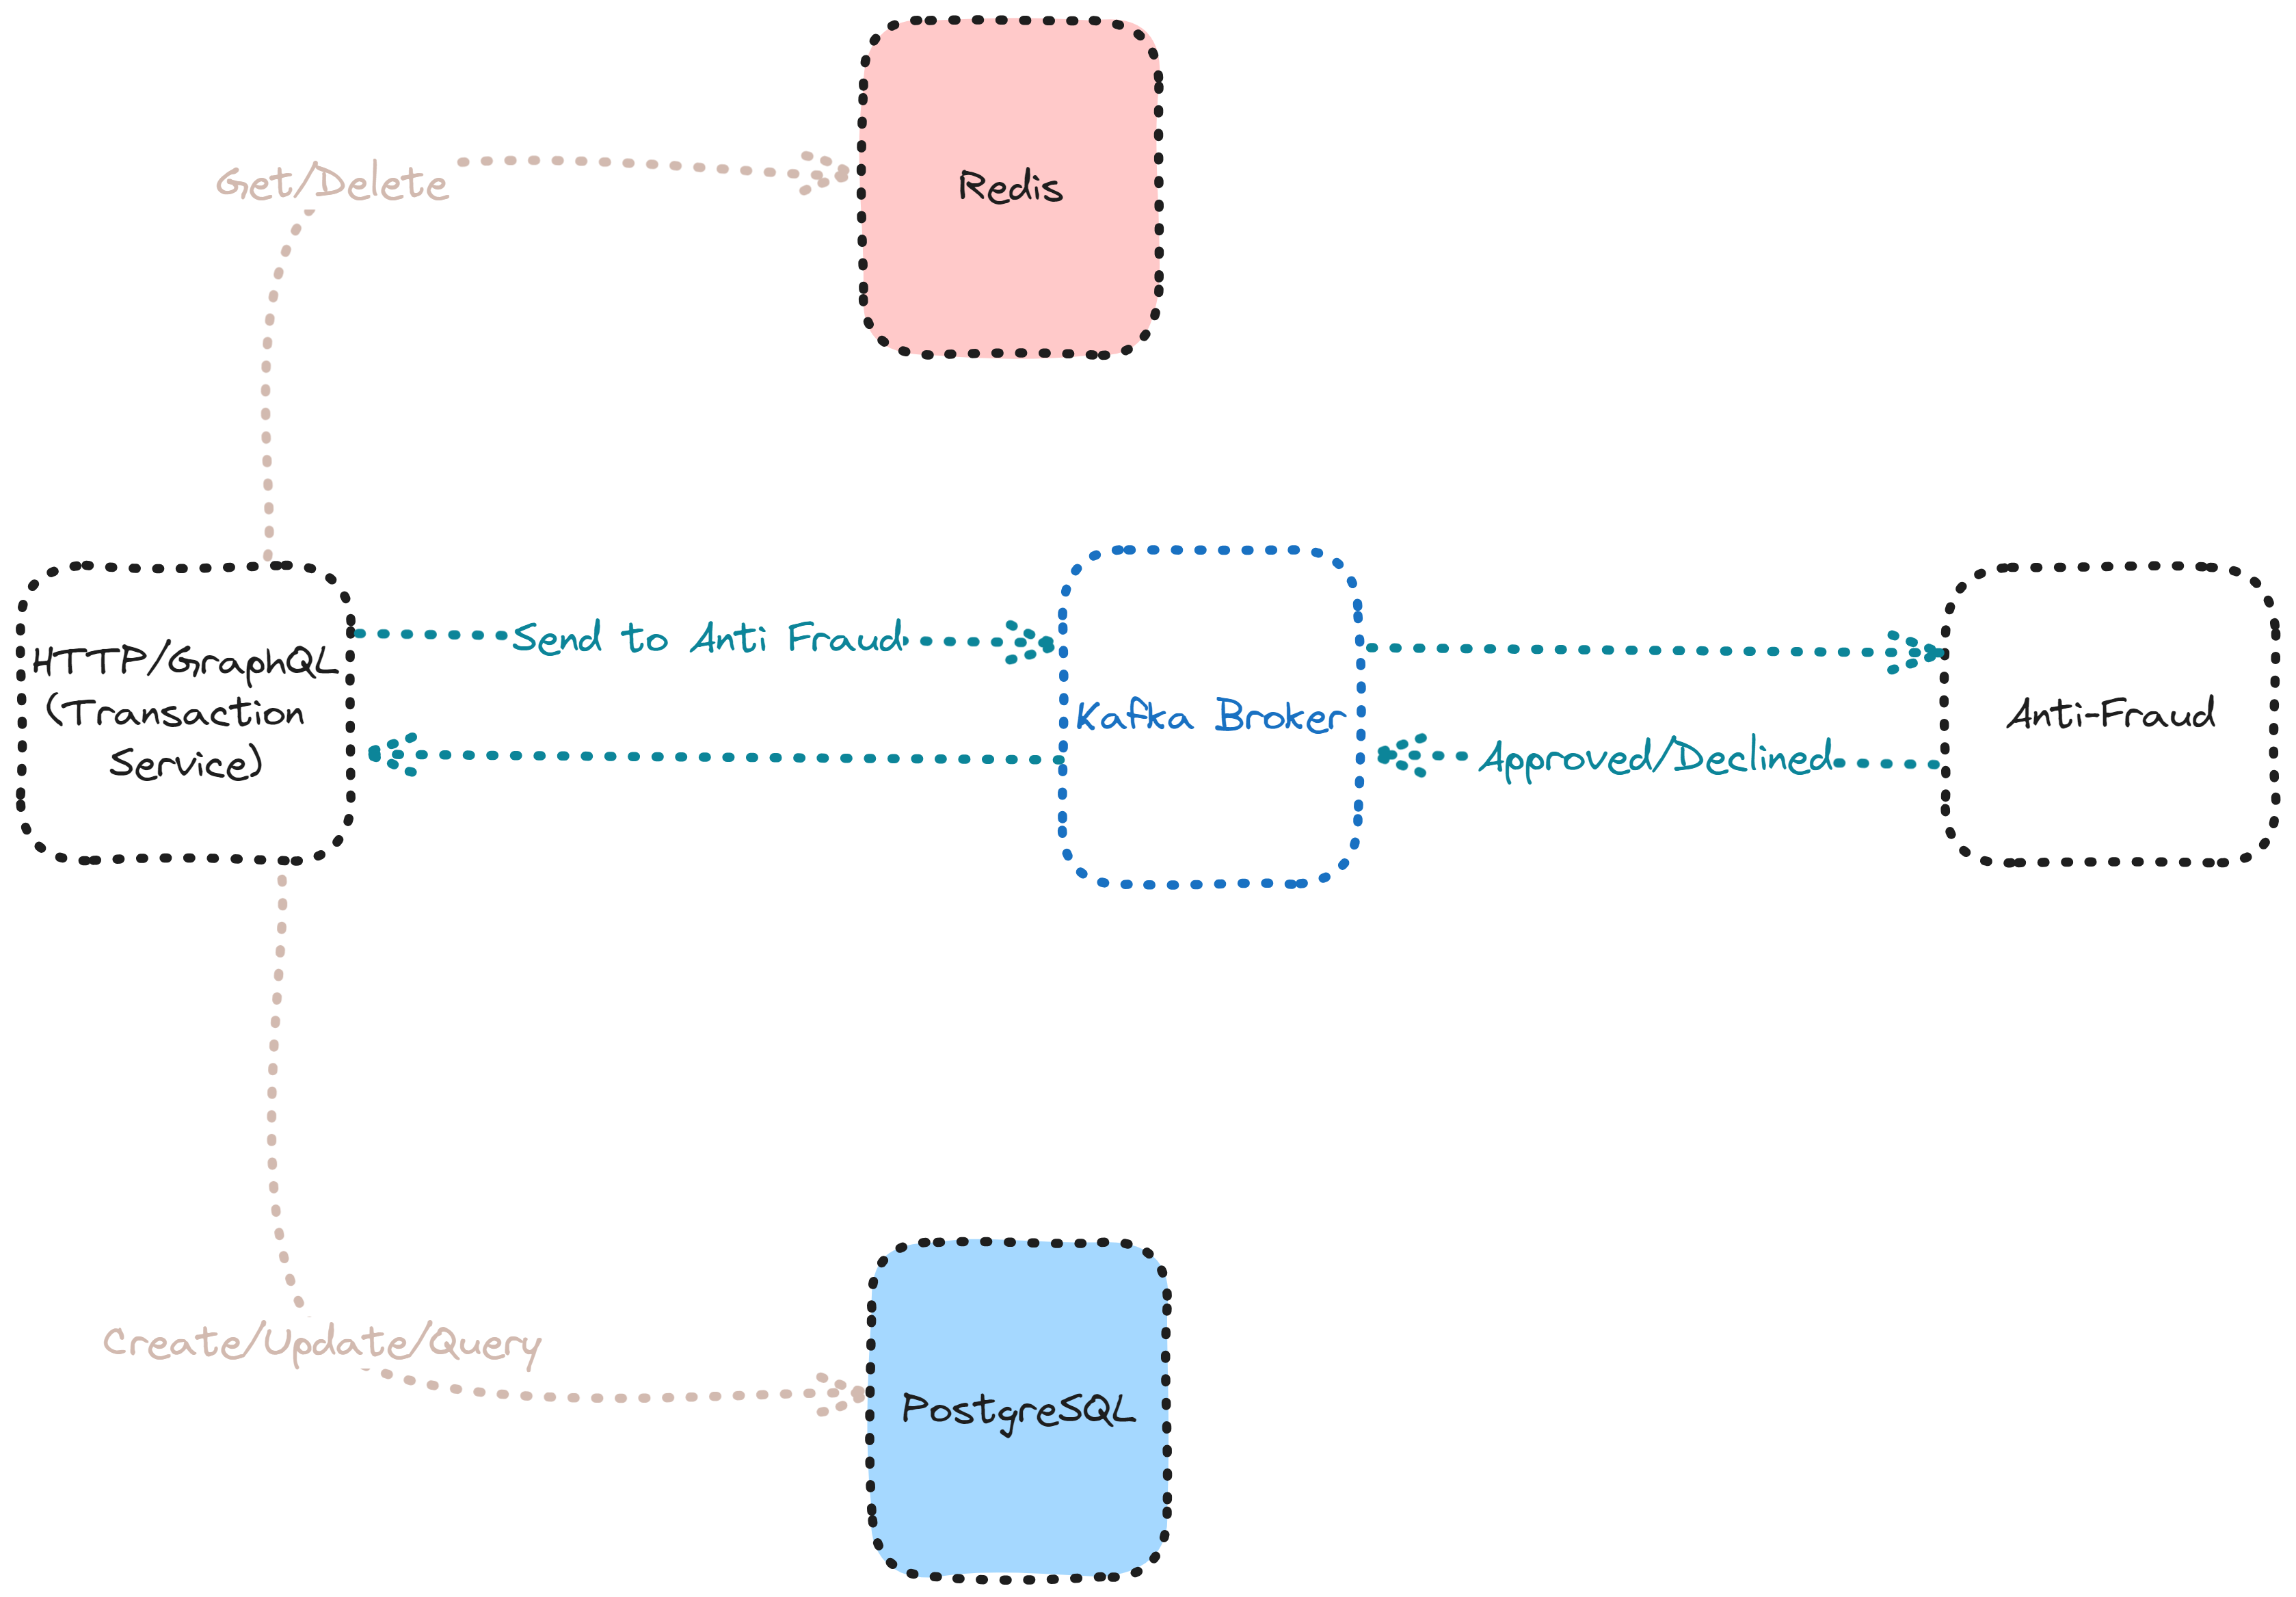 Redis
Get/Delete
HTTP/GraphQL
(Transaction
Service)
Send to Anti Fraud
Kafka Broker
Anti-Fraud
Approved/Declined
Create/Update/Query
PostgreSQL